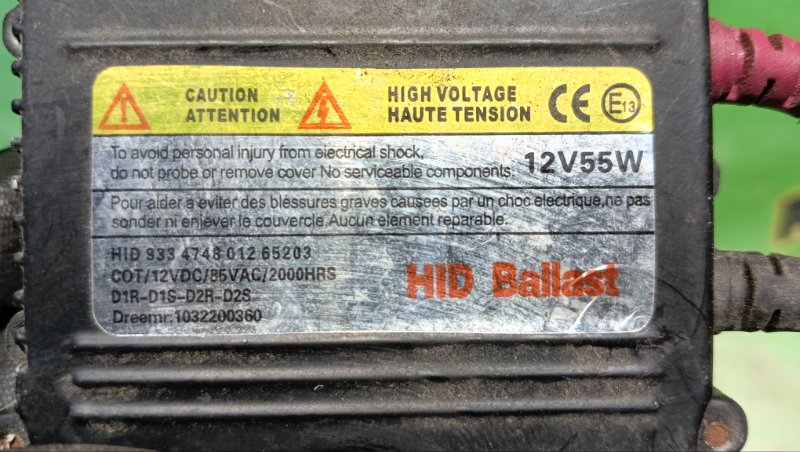 CAUTION
ATTENTION
HIGH VOLTAGE
HAUTE TENSION
CE E13
To avoid personal injury from electrical shock,
do not probe or remove cover No serviceable components.
12V55W
Pour aider a eviter des blessures graves causees par un choc electrique,ne pas
sonder ni enlever le couvercle.Aucun element reparable.
HID 933 4748 012 65203
COT/12VDC/85VAC/2000HRS
D1R-D1S-D2R-D2S
Dreemr:1032200360
HID Ballast